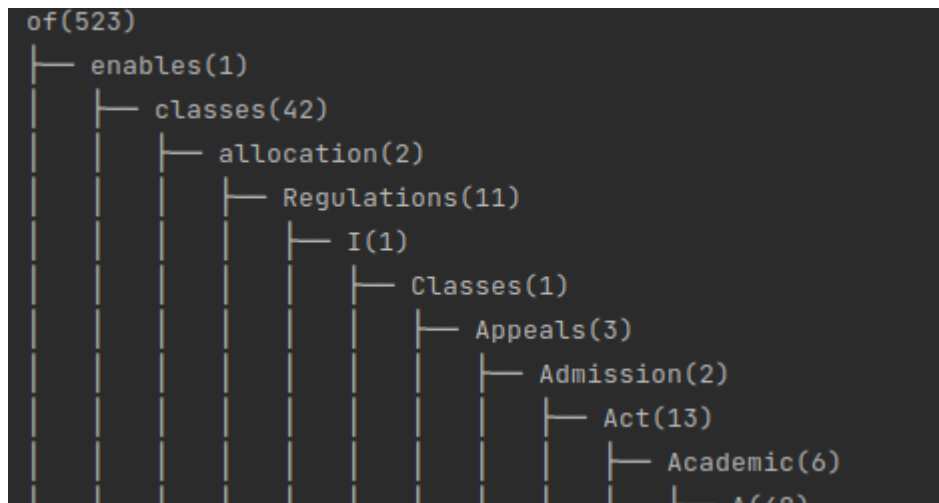 of(523)
enables(1)
classes(42)
allocation(2)
Regulations(11)
I(1)
Classes(1)
Appeals(3)
Admission(2)
Act(13)
Academic(6)